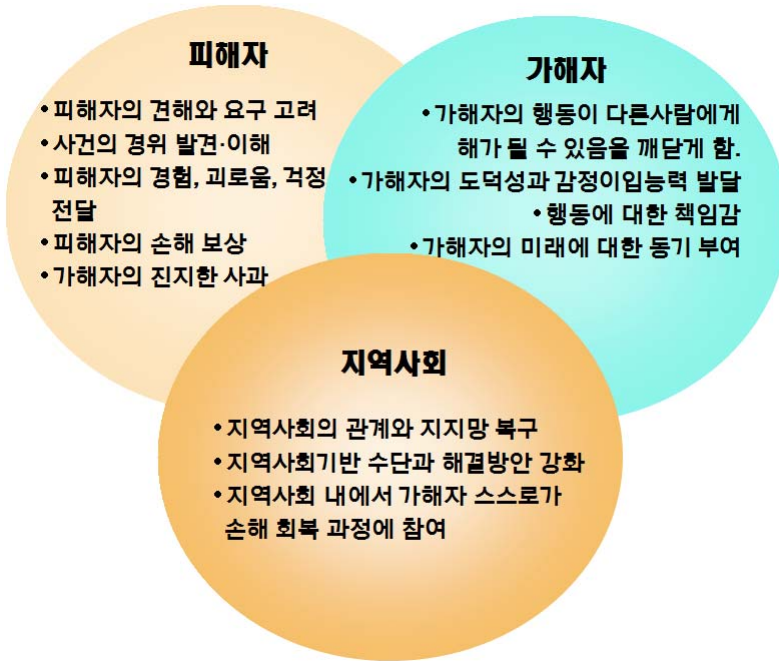 피해자
• 피해자의 견해와 요구 고려
• 사건의 경위 발견·이해
• 피해자의 경험, 괴로움, 걱정
전달
• 피해자의 손해 보상
• 가해자의 진지한 사과
가해자
• 가해자의 행동이 다른사람에게
해가 될 수 있음을 깨닫게 함.
• 가해자의 도덕성과 감정이입능력 발달
• 행동에 대한 책임감
• 가해자의 미래에 대한 동기 부여
지역사회
• 지역사회의 관계와 지지망 복구
• 지역사회기반 수단과 해결방안 강화
• 지역사회 내에서 가해자 스스로가
손해 회복 과정에 참여